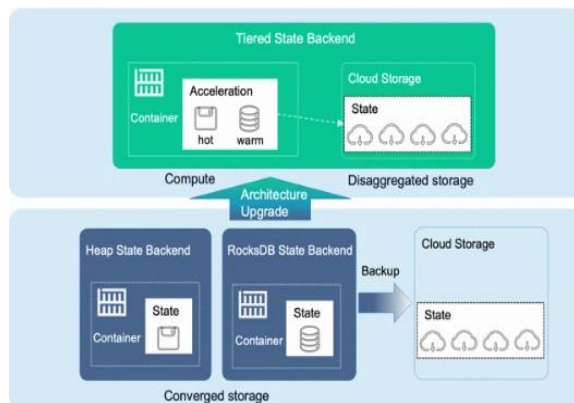 Tiered State Backend
Cloud Storage
Acceleration
State
Container
hot
warm
Compute
Disaggregated storage
Architecture
Upgrade
Heap State Backend
RocksDB State Backend
Cloud Storage
Backup
State
State
State
Container
Container
Converged storage